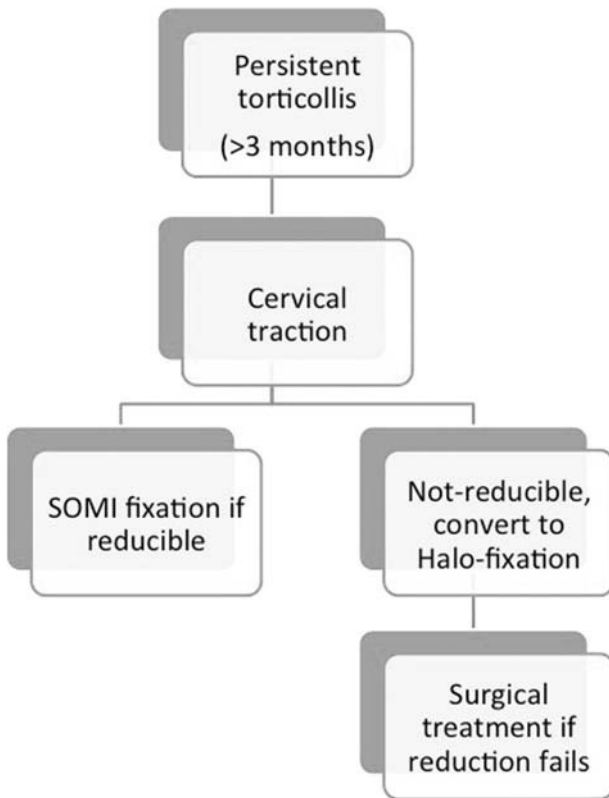 Persistent
torticollis
(>3 months)
Cervical
traction
SOMI fixation if
reducible
Not-reducible,
convert to
Halo-fixation
Surgical
treatment if
reduction fails